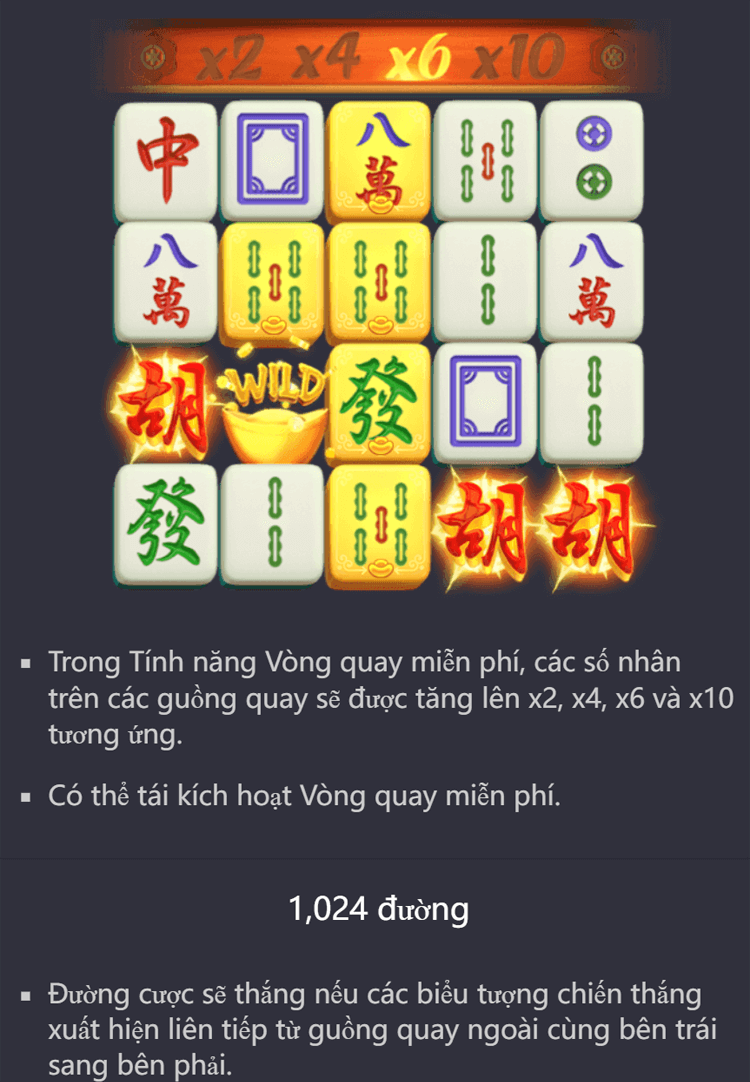 x2 x4 x6 x10
中 八萬
八萬 八萬
胡 WILD 發
發 胡 胡
Trong Tính năng Vòng quay miễn phí, các số nhân
trên các guồng quay sẽ được tăng lên x2, x4, x6 và x10
tương ứng.
Có thể tái kích hoạt Vòng quay miễn phí.
1,024 đường
Đường cược sẽ thắng nếu các biểu tượng chiến thắng
xuất hiện liên tiếp từ guồng quay ngoài cùng bên trái
sang bên phải.